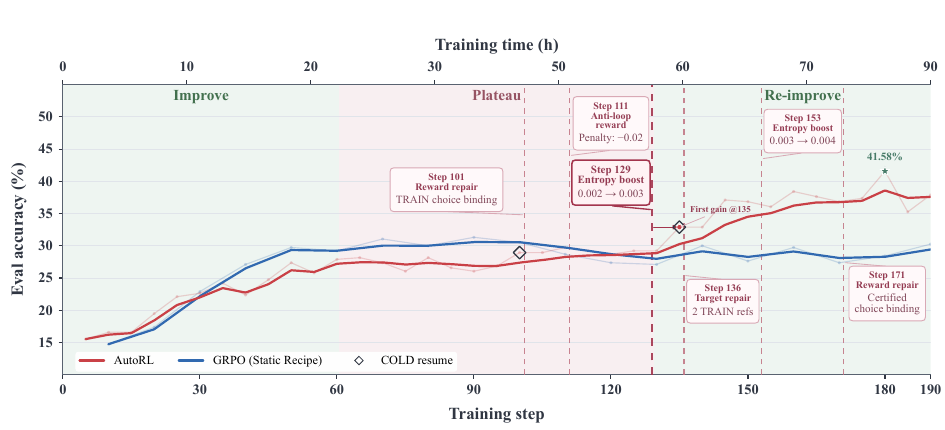 Training time (h)
0 10 20 30 40 50 60 70 90
Improve
Plateau
Re-improve
Step 111
Anti-loop
reward
Penalty: −0.02
Step 153
Entropy boost
0.003 → 0.004
41.58%
Step 101
Reward repair
TRAIN choice binding
Step 129
Entropy boost
0.002 → 0.003
First gain @135
Step 136
Target repair
2 TRAIN refs
Step 171
Reward repair
Certified
choice binding
Eval accuracy (%)
50
45
40
35
30
25
20
15
AutoRL
GRPO (Static Recipe)
COLD resume
0 30 60 90 120 150 180 190
Training step